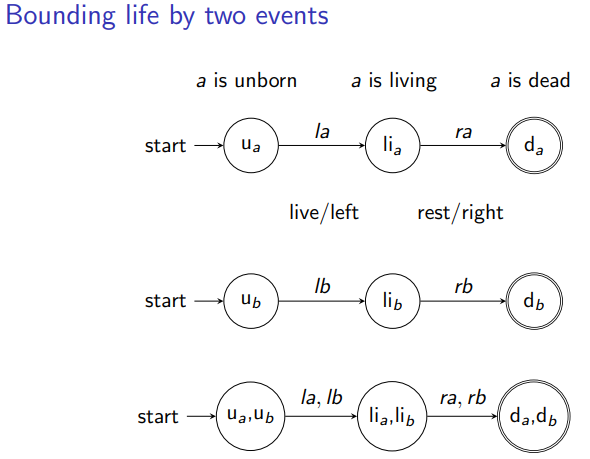 Bounding life by two events
a is unborn a is living a is dead
start u_a la li_a ra d_a
live/left rest/right
start u_b lb li_b rb d_b
start u_a,u_b la, lb li_a,li_b ra, rb d_a,d_b